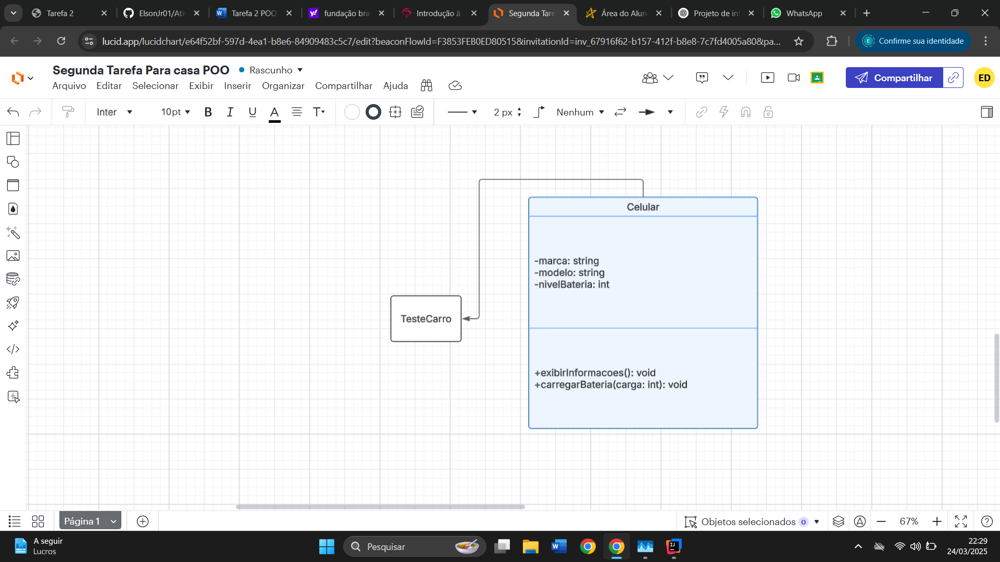 Tarefa 2
ElsonJr01/Ati
Tarefa 2 POO
fundação bra
Introdução à
Segunda Tare
Área do Alun
Projeto de int
WhatsApp
lucid.app/lucidchart/e64f52bf-597d-4ea1-b8e6-84909483c5c7/edit?beaconFlowId=F3853FEB0ED80515&invitationId=inv_67916f62-b157-412f-b8e8-7c7fd4005a80&pa...
E
Confirme sua identidade
Segunda Tarefa Para casa POO
Rascunho
Arquivo Editar Selecionar Exibir Inserir Organizar Compartilhar Ajuda
Compartilhar
ED
Inter
10pt
B I U A T
2 px
Nenhum
Celular
-marca: string
-modelo: string
-nivelBateria: int
TesteCarro
+exibirInformacoes(): void
+carregarBateria(carga: int): void
Página 1
Objetos selecionados 0
67%
A seguir
Lucros
Pesquisar
22:29
24/03/2025